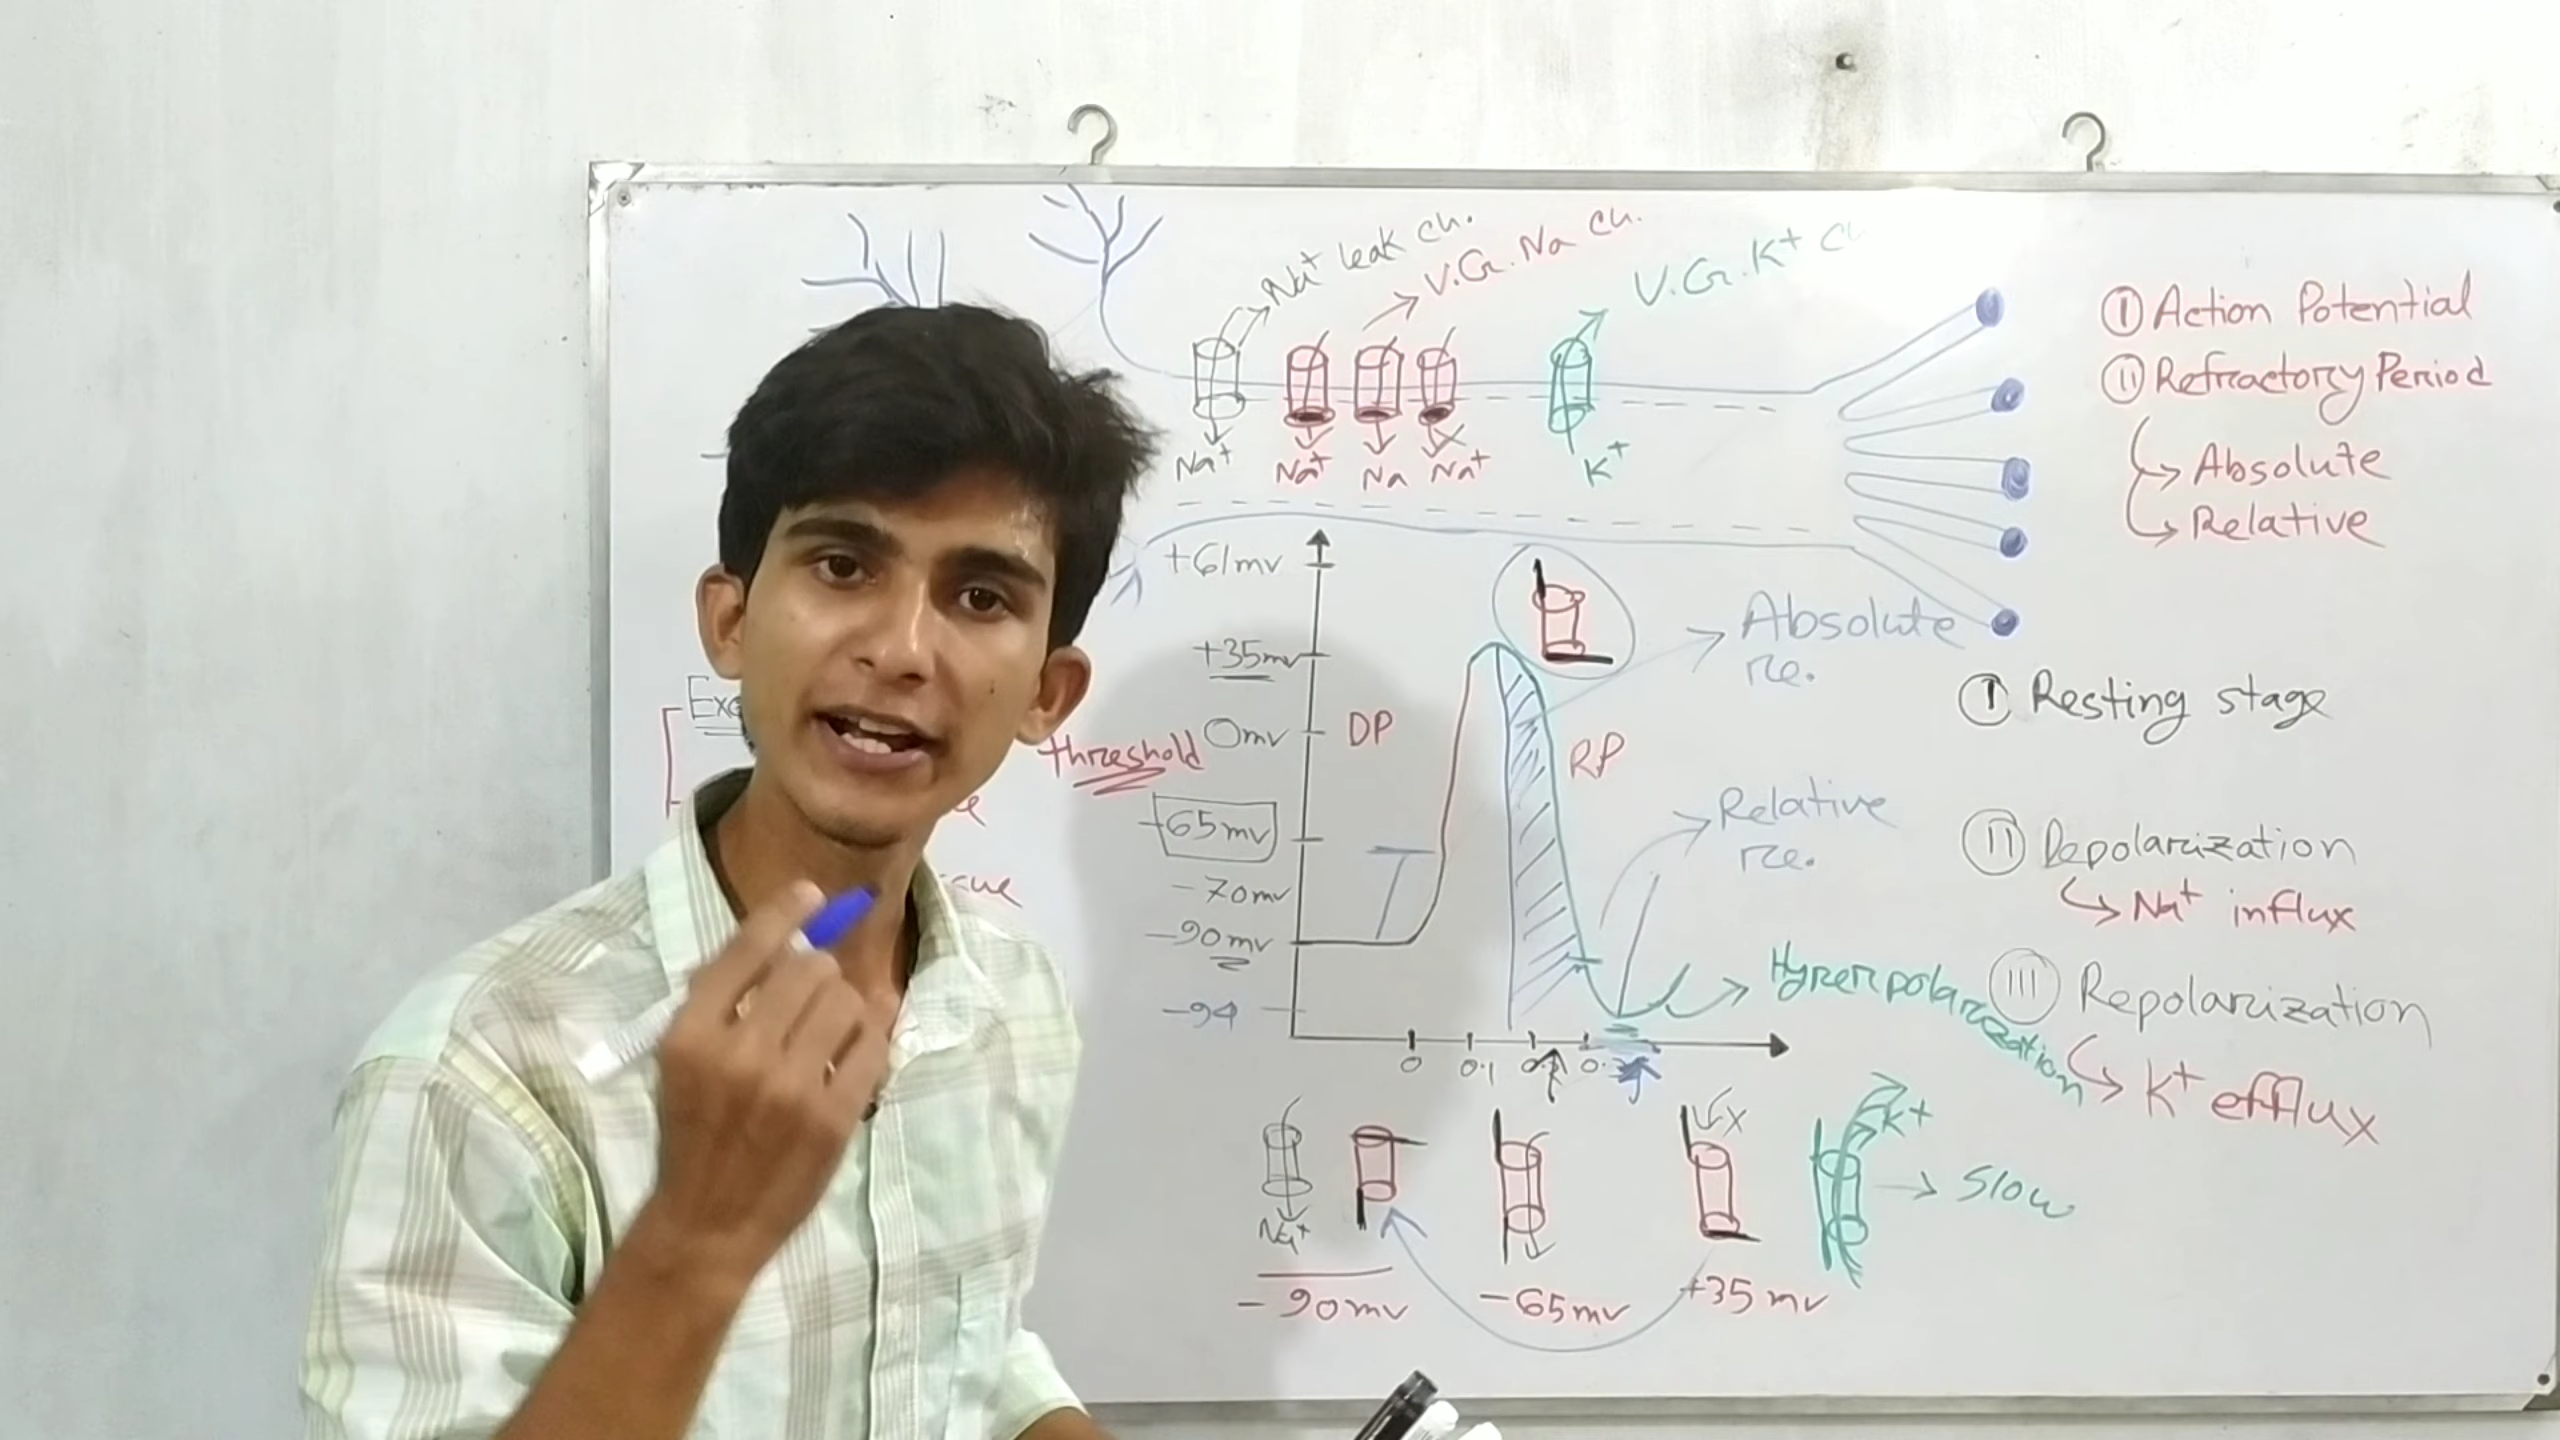 Na+ leak ch.
V.G. Na ch.
V.G. K+ C
Na+
Na+
Na
Na+
K+
① Action Potential
② Refractory Period
Absolute
Relative
+61mv
+35mv
0mv
threshold
-65mv
-70mv
-90mv
-94
DP
RP
Absolute
re.
Relative
re.
Hyperpolarization
0
0.1
Exc
① Resting stage
② Depolarization
Na+ influx
③ Repolarization
K+ efflux
Na+
x
K+
Slow
-90mv
-65mv
+35mv